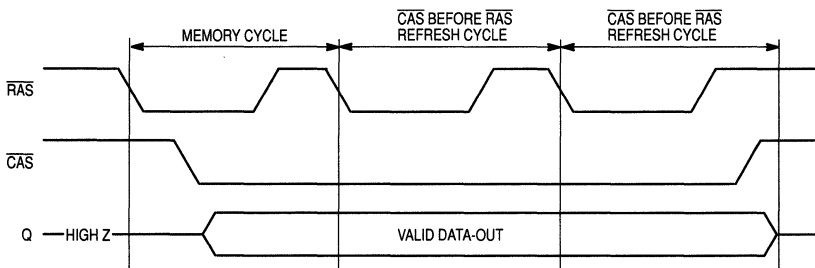 MEMORY CYCLE
CAS BEFORE RAS
REFRESH CYCLE
CAS BEFORE RAS
REFRESH CYCLE
RAS
CAS
Q HIGH Z VALID DATA-OUT